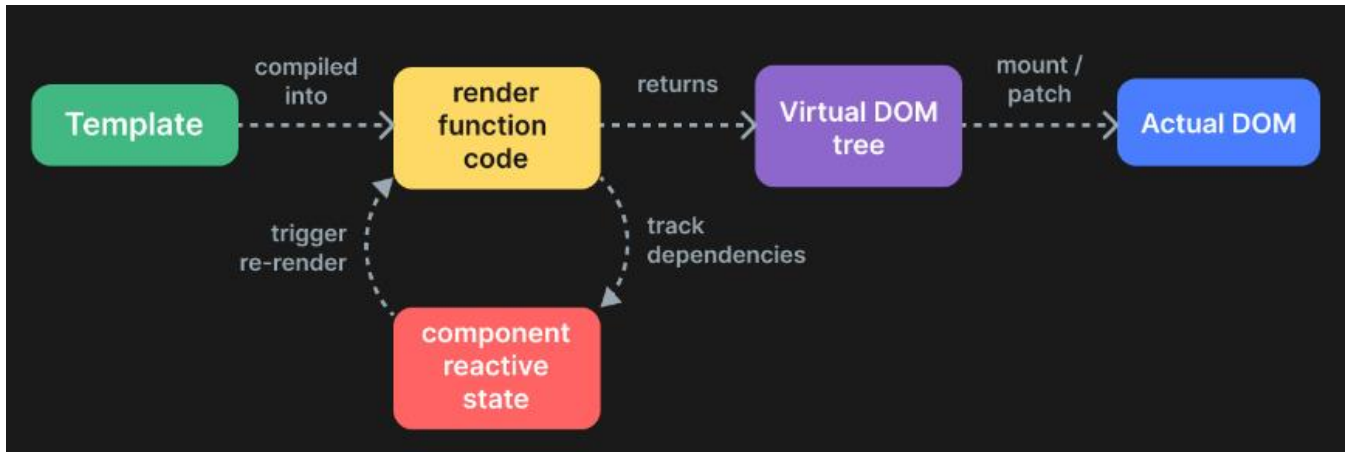 Template
compiled
into
render
function
code
returns
Virtual DOM
tree
mount /
patch
Actual DOM
trigger
re-render
track
dependencies
component
reactive
state